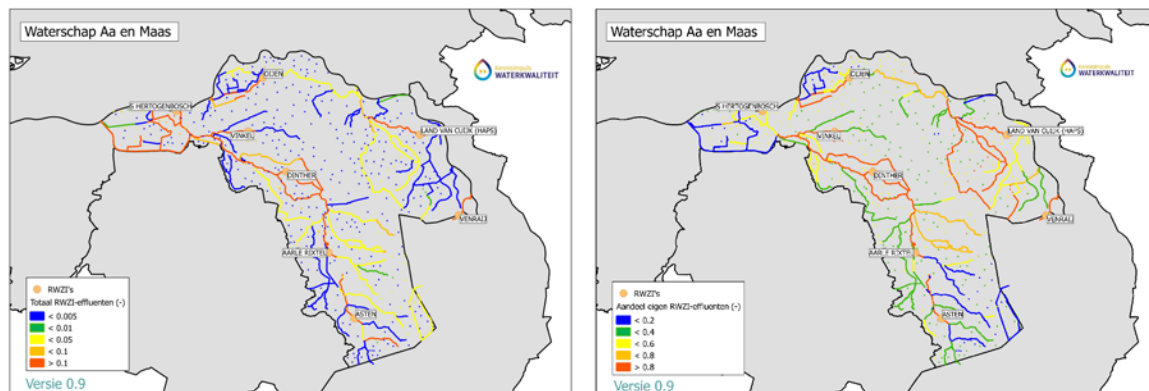 Waterschap Aa en Maas
Kennisimpuls
WATERKWALITEIT
OIJEN
S HERTOGENBOSCH
VINKEL
LAND VAN CUIJK (HAPS)
DINTHER
VENRAIJ
AARLE RIXTEL
ASTEN
RWZI's
Totaal RWZI-effluenten (-)
< 0.005
< 0.01
< 0.05
< 0.1
> 0.1
Versie 0.9
Waterschap Aa en Maas
Kennisimpuls
WATERKWALITEIT
OIJEN
S HERTOGENBOSCH
VINKEL
LAND VAN CUIJK (HAPS)
DINTHER
VENRAIJ
AARLE RIXTEL
ASTEN
RWZI's
Aandeel eigen RWZI-effluenten (-)
< 0.2
< 0.4
< 0.6
< 0.8
> 0.8
Versie 0.9